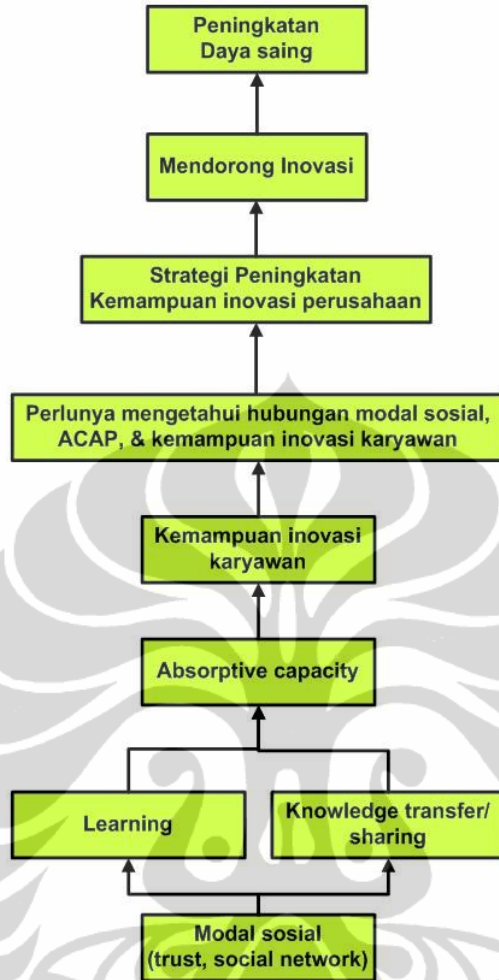 Peningkatan
Daya saing
Mendorong Inovasi
Strategi Peningkatan
Kemampuan inovasi perusahaan
Perlunya mengetahui hubungan modal sosial,
ACAP, & kemampuan inovasi karyawan
Kemampuan inovasi
karyawan
Absorptive capacity
Learning
Knowledge transfer/
sharing
Modal sosial
(trust, social network)